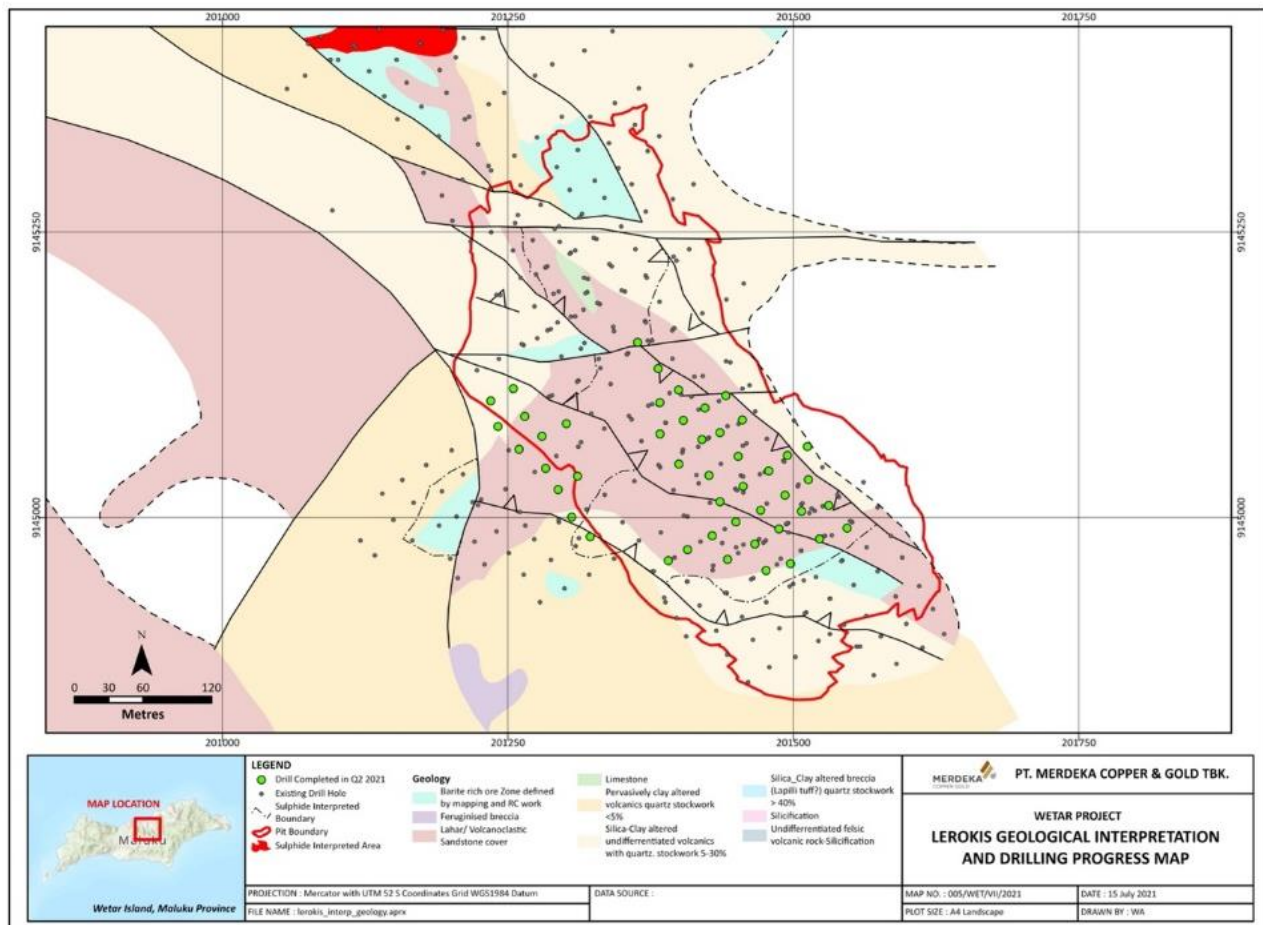 201000
201250
201500
201750
9145250
9145250
9145000
9145000
N
0 30 60 120
Metres
201000
201250
201500
201750
MAP LOCATION
Maluku
Wetar Island, Maluku Province
LEGEND
Drill Completed in Q2 2021
Existing Drill Hole
Sulphide Interpreted
Boundary
Pit Boundary
Sulphide Interpreted Area
Geology
Barite rich ore Zone defined
by mapping and RC work
Feruginised breccia
Lahar/ Volcanoclastic
Sandstone cover
Limestone
Pervasively clay altered
volcanics quartz stockwork
<5%
Silica-Clay altered
undifferentiated volcanics
with quartz. stockwork 5-30%
Silica_Clay altered breccia
(Lapilli tuff?) quartz stockwork
> 40%
Silicification
Undifferentiated felsic
volcanic rock-Silicification
MERDEKA
COPPER GOLD
PT. MERDEKA COPPER & GOLD TBK.
WETAR PROJECT
LEROKIS GEOLOGICAL INTERPRETATION
AND DRILLING PROGRESS MAP
PROJECTION : Mercator with UTM 52 S Coordinates Grid WGS1984 Datum
DATA SOURCE :
MAP NO. : 005/WET/VII/2021
DATE : 15 July 2021
FILE NAME : lerokis_interp_geology.aprx
PLOT SIZE : A4 Landscape
DRAWN BY : WA